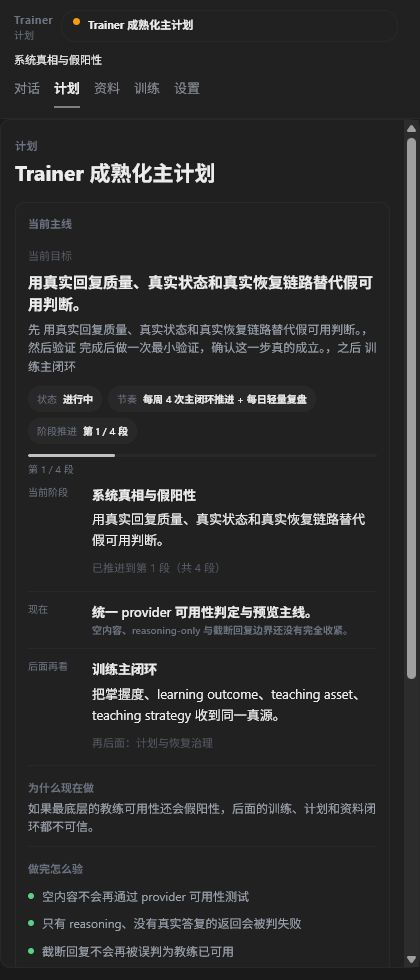 Trainer
计划
Trainer 成熟化主计划
系统真相与假阳性
对话 计划 资料 训练 设置
计划
Trainer 成熟化主计划
当前主线
当前目标
用真实回复质量、真实状态和真实恢复链路替代假可
用判断。
先 用真实回复质量、真实状态和真实恢复链路替代假可用判断。，
然后验证 完成后做一次最小验证，确认这一步真的成立。，之后 训
练主闭环
状态 进行中 节奏 每周 4 次主闭环推进 + 每日轻量复盘
阶段推进 第 1 / 4 段
第 1 / 4 段
当前阶段 系统真相与假阳性
用真实回复质量、真实状态和真实恢复链路替代
假可用判断。
已推进到第 1 段（共 4 段）
现在 统一 provider 可用性判定与预览主线。
空内容、reasoning-only 与截断回复边界还没有完全收紧。
后面再看 训练主闭环
把掌握度、learning outcome、teaching asset、
teaching strategy 收到同一真源。
再后面：计划与恢复治理
为什么现在做
如果最底层的教练可用性还会假阳性，后面的训练、计划和资料闭
环都不可信。
做完怎么验
空内容不会再通过 provider 可用性测试
只有 reasoning、没有真实答复的返回会被判失败
截断回复不会再被误判为教练已可用